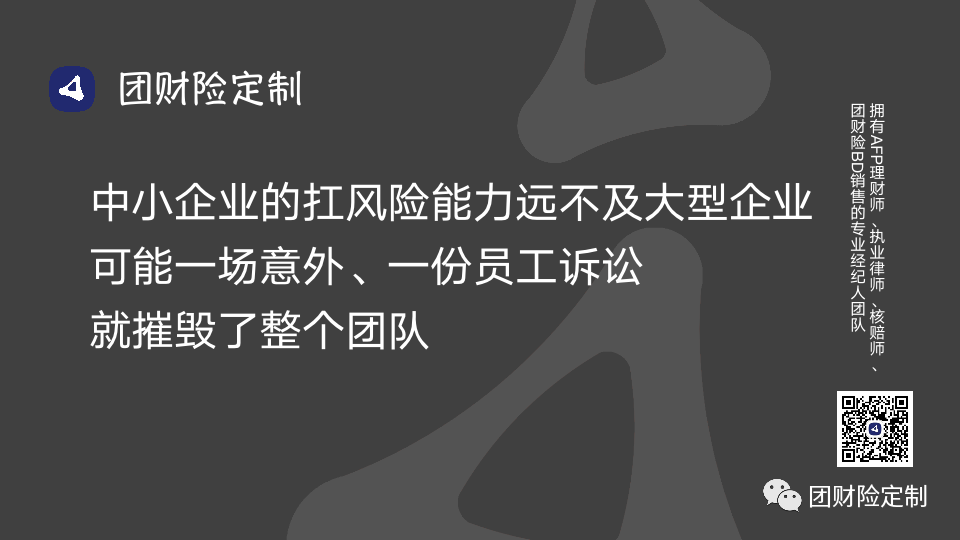 团财险定制
中小企业的扛风险能力远不及大型企业
可能一场意外、一份员工诉讼
就摧毁了整个团队
拥有AFP理财师、执业律师、核赔师、
团财险BD销售的专业经纪人团队
团财险定制